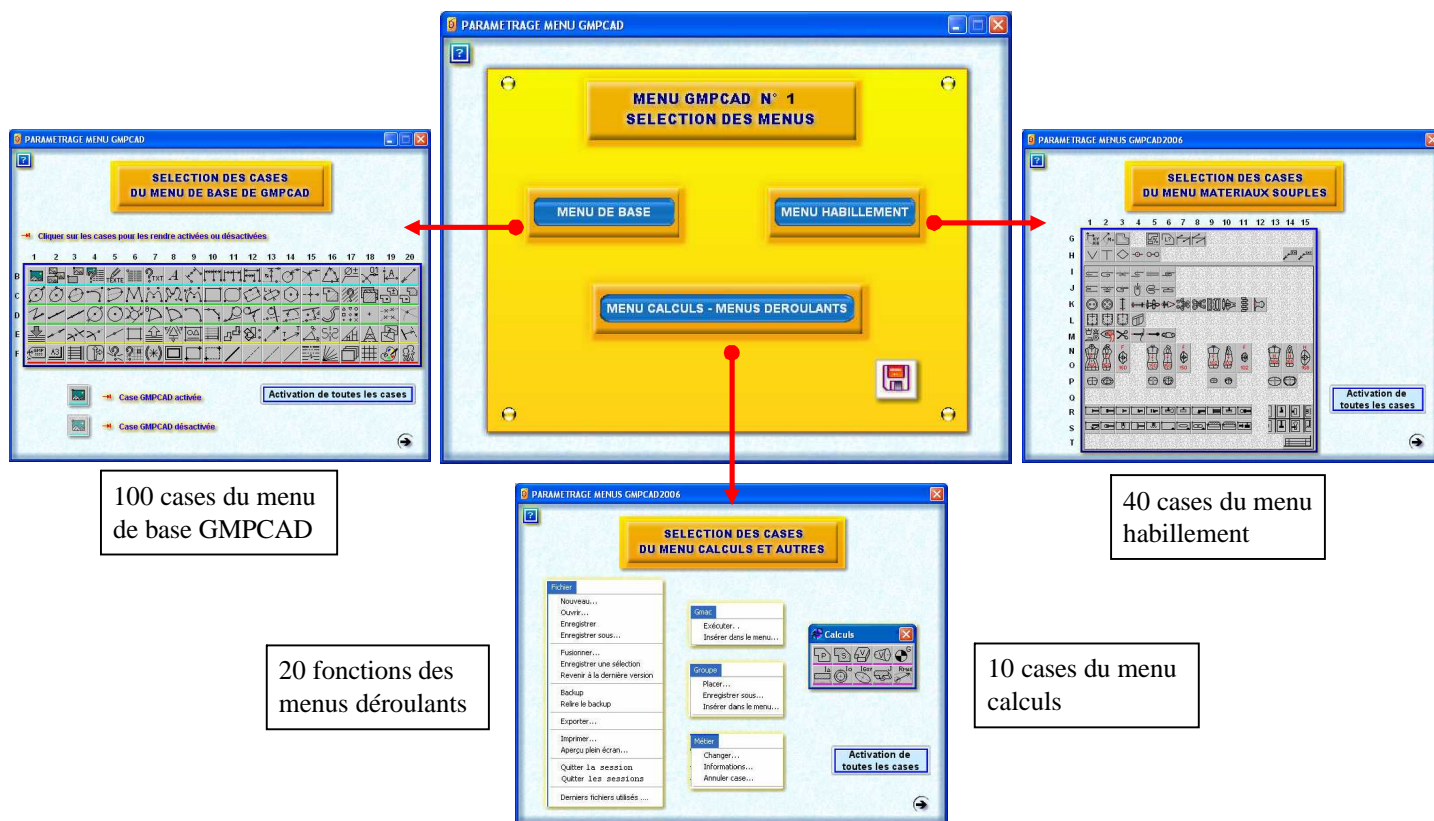 PARAMETRAGE MENU GMPCAD
?
MENU GMPCAD N° 1
SELECTION DES MENUS
MENU DE BASE
MENU HABILLEMENT
MENU CALCULS - MENUS DEROULANTS
PARAMETRAGE MENU GMPCAD
?
SELECTION DES CASES
DU MENU DE BASE DE GMPCAD
Cliquer sur les cases pour les rendre activées ou désactivées
1 2 3 4 5 6 7 8 9 10 11 12 13 14 15 16 17 18 19 20
B
C
D
E
F
Case GMPCAD activée
Activation de toutes les cases
Case GMPCAD désactivée
100 cases du menu
de base GMPCAD
PARAMETRAGE MENUS GMPCAD2006
?
SELECTION DES CASES
DU MENU MATERIAUX SOUPLES
1 2 3 4 5 6 7 8 9 10 11 12 13 14 15
G
H
I
J
K
L
M
N
O
P
Q
R
S
T
Activation de
toutes les cases
40 cases du menu
habillement
PARAMETRAGE MENUS GMPCAD2006
?
SELECTION DES CASES
DU MENU CALCULS ET AUTRES
Fichier
Nouveau...
Ouvrir...
Enregistrer
Enregistrer sous...
Fusionner...
Enregistrer une sélection
Revenir à la dernière version
Backup
Relire le backup
Exporter...
Imprimer...
Aperçu plein écran...
Quitter la session
Quitter les sessions
Derniers fichiers utilisés ....
Gmac
Exécuter. .
Insérer dans le menu...
Groupe
Placer...
Enregistrer sous...
Insérer dans le menu...
Métier
Changer...
Informations...
Annuler case...
Calculs
Activation de
toutes les cases
20 fonctions des
menus déroulants
10 cases du menu
calculs